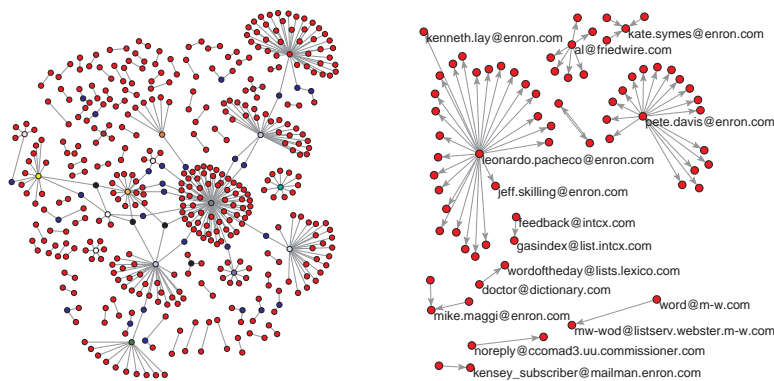 kenneth.lay@enron.com
kate.symes@enron.com
al@friedwire.com
pete.davis@enron.com
leonardo.pacheco@enron.com
jeff.skilling@enron.com
feedback@intcx.com
gasindex@list.intcx.com
wordoftheday@lists.lexico.com
doctor@dictionary.com
word@m-w.com
mike.maggi@enron.com
mw-wod@listserv.webster.m-w.com
noreply@ccomad3.uu.commissioner.com
kensey_subscriber@mailman.enron.com